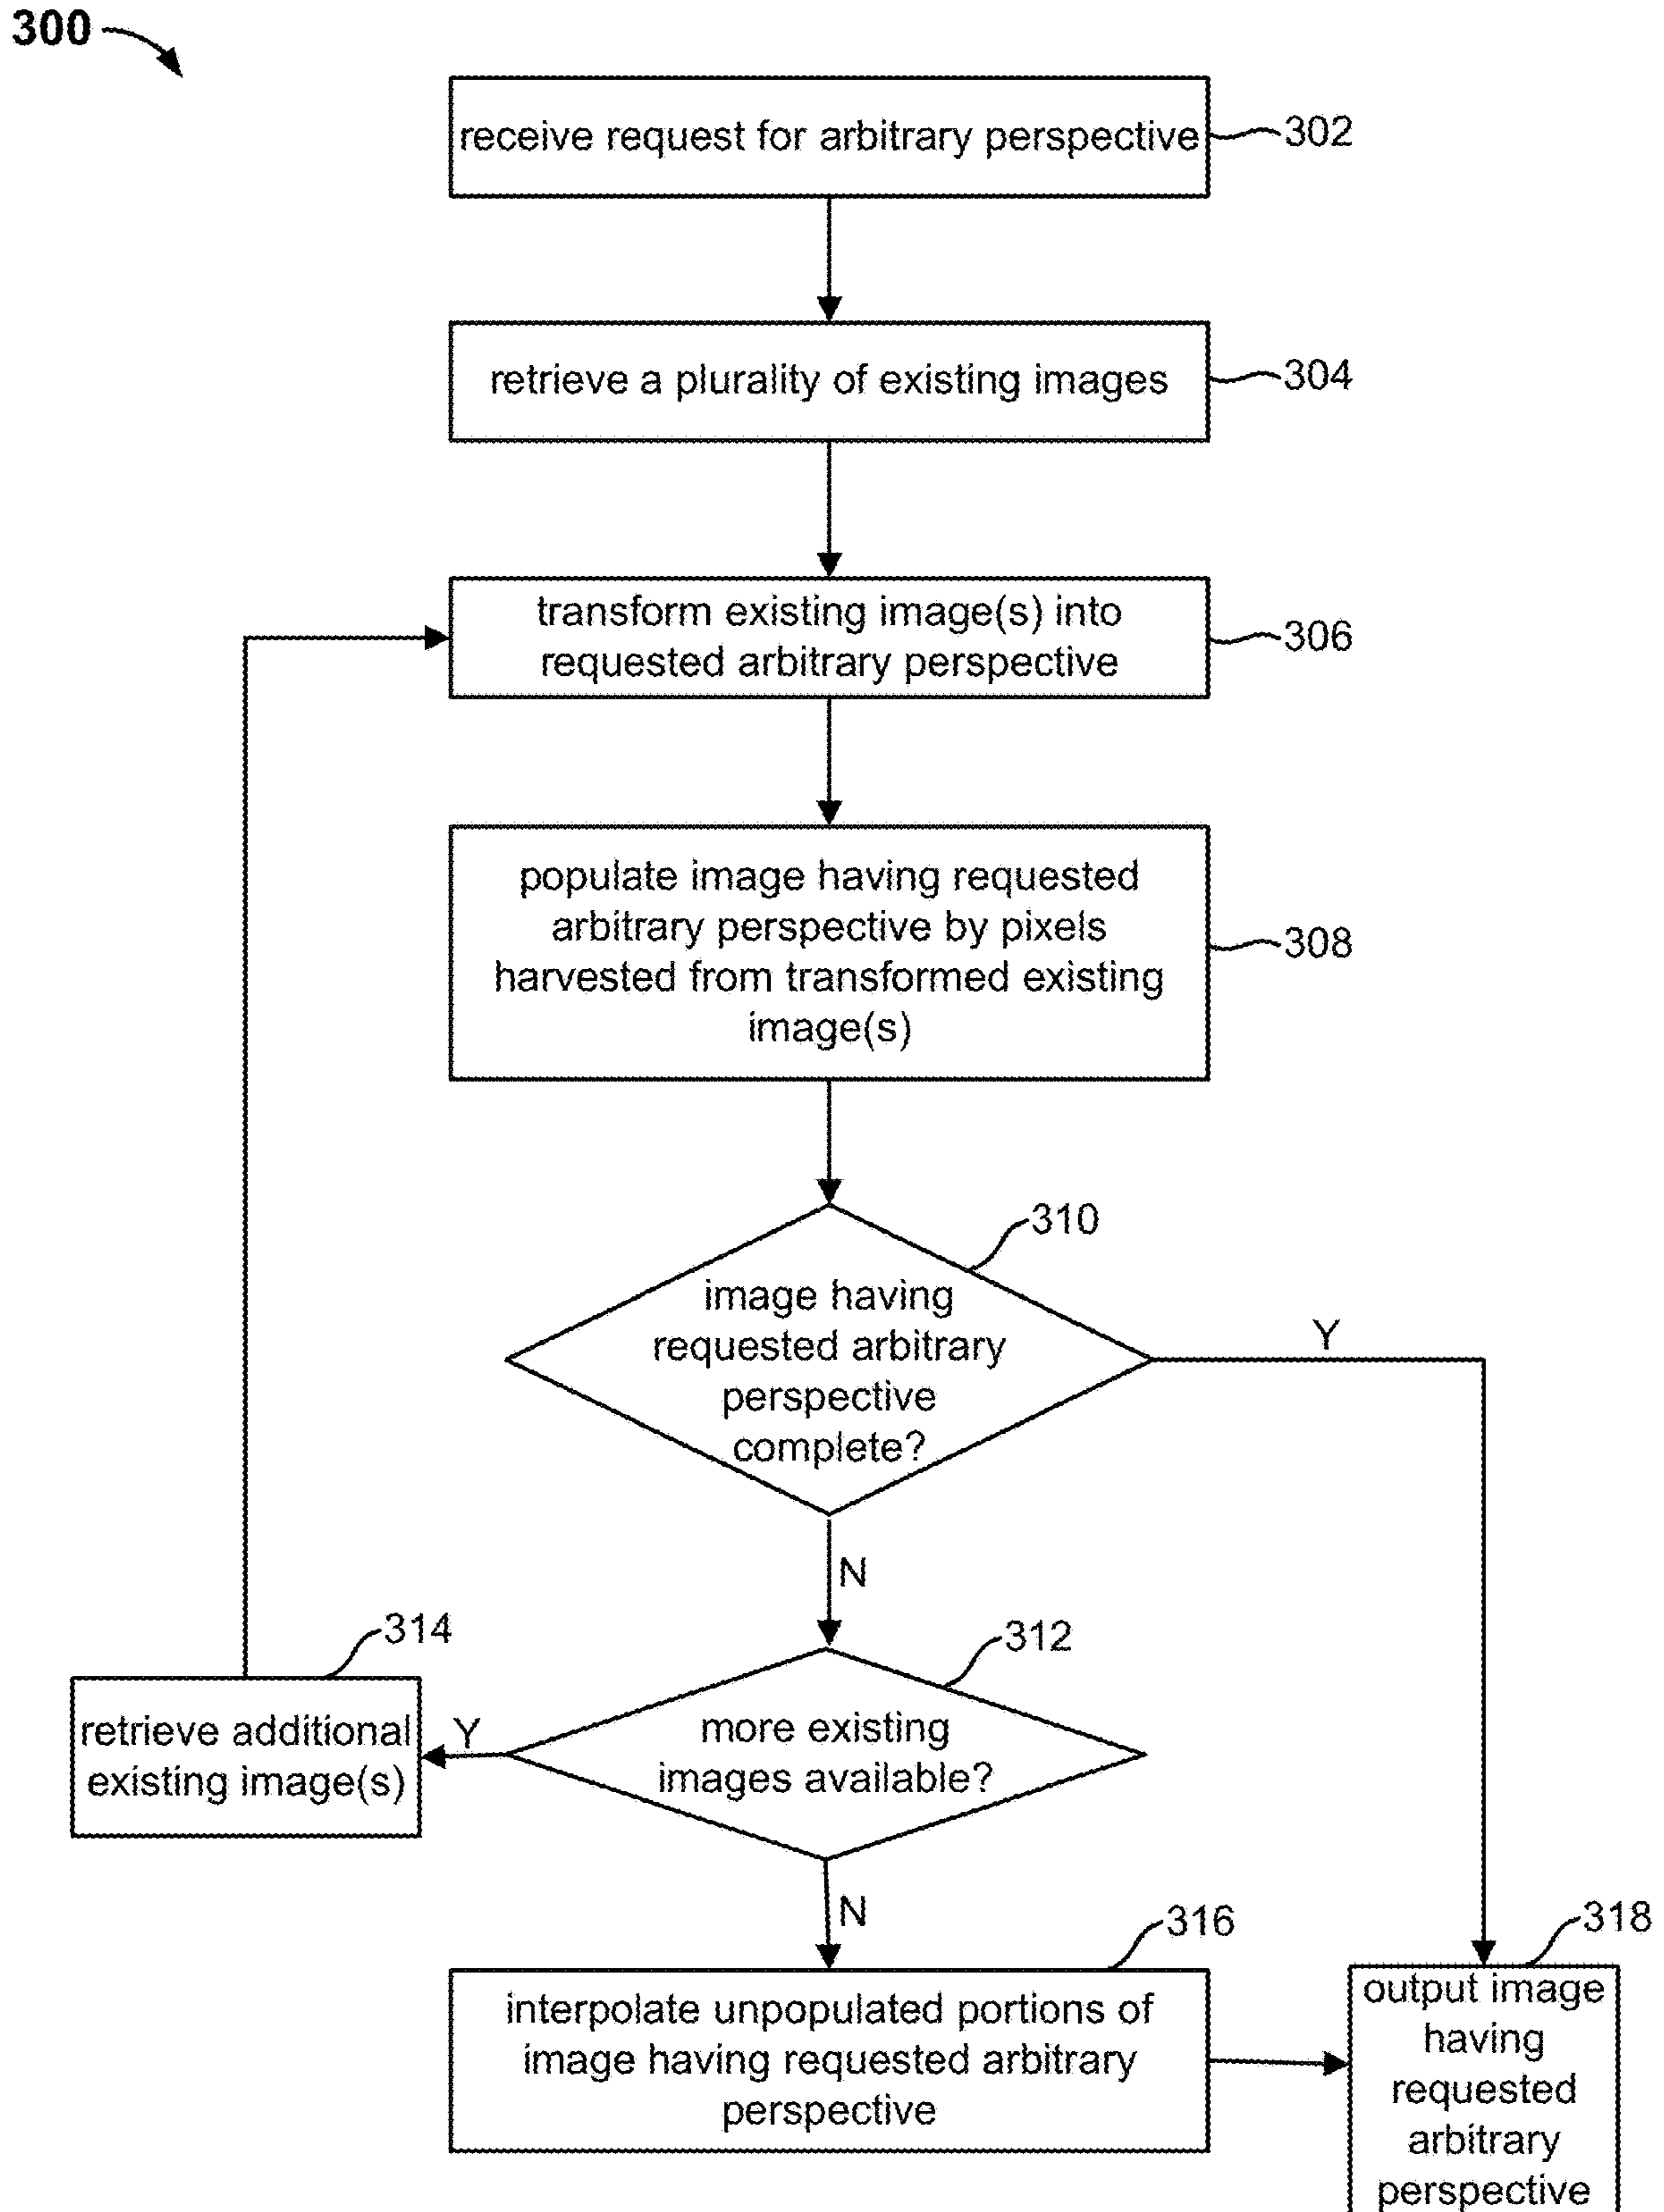 300
receive request for arbitrary perspective
302
retrieve a plurality of existing images
304
transform existing image(s) into
requested arbitrary perspective
306
populate image having requested
arbitrary perspective by pixels
harvested from transformed existing
image(s)
308
310
image having
requested arbitrary
perspective
complete?
Y
N
314
312
retrieve additional
existing image(s)
Y
more existing
images available?
N
316
318
interpolate unpopulated portions of
image having requested arbitrary
perspective
output image
having
requested
arbitrary
perspective